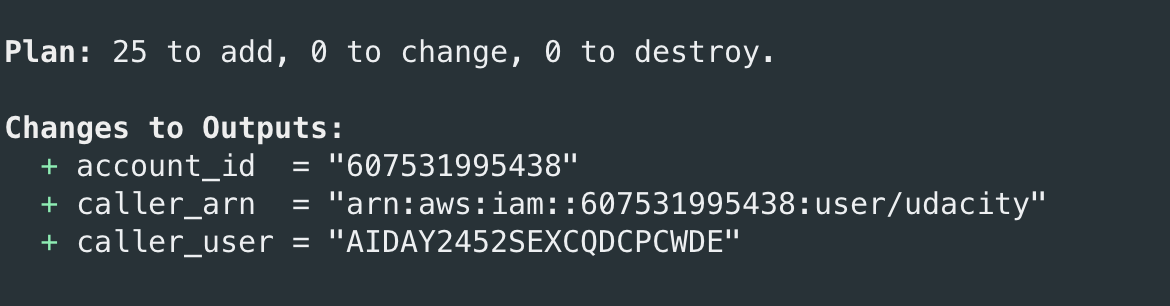 Plan: 25 to add, 0 to change, 0 to destroy.
Changes to Outputs:
+ account_id = "607531995438"
+ caller_arn = "arn:aws:iam::607531995438:user/udacity"
+ caller_user = "AIDAY2452SEXCQDCPCWDE"